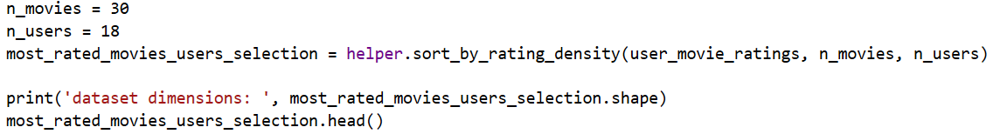 n_movies = 30
n_users = 18
most_rated_movies_users_selection = helper.sort_by_rating_density(user_movie_ratings, n_movies, n_users)
print('dataset dimensions: ', most_rated_movies_users_selection.shape)
most_rated_movies_users_selection.head()